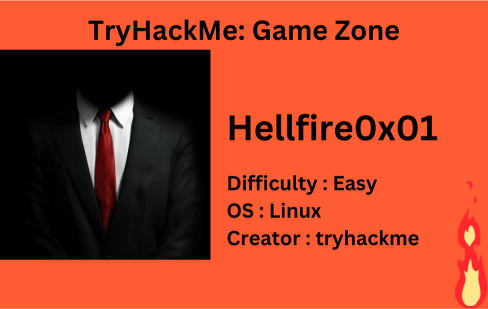 TryHackMe: Game Zone
Hellfire0x01
Difficulty : Easy
OS : Linux
Creator : tryhackme